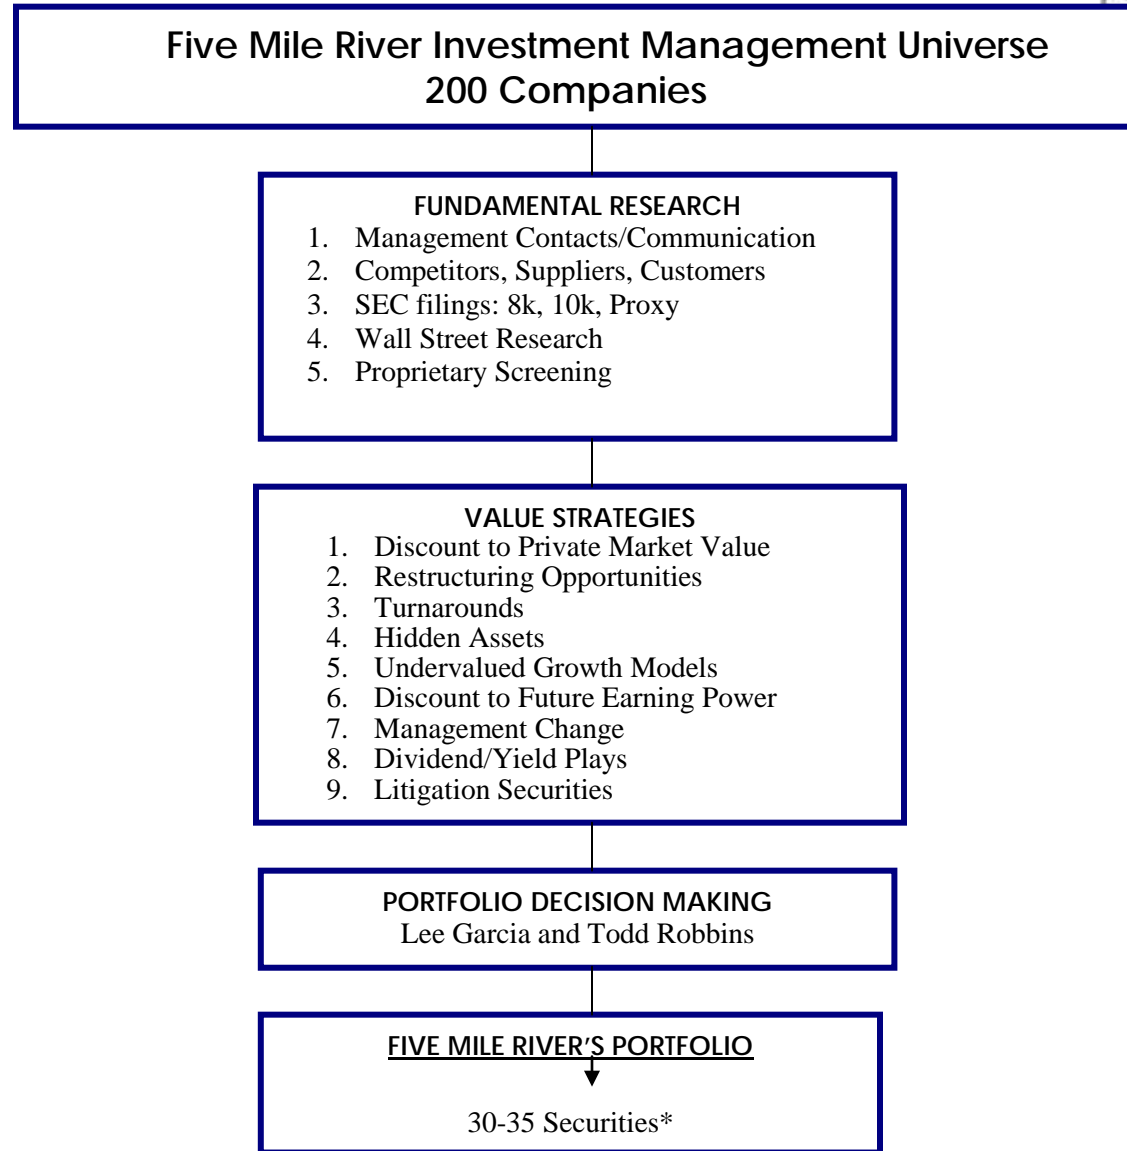 Five Mile River Investment Management Universe
200 Companies
FUNDAMENTAL RESEARCH
1. Management Contacts/Communication
2. Competitors, Suppliers, Customers
3. SEC filings: 8k, 10k, Proxy
4. Wall Street Research
5. Proprietary Screening
VALUE STRATEGIES
1. Discount to Private Market Value
2. Restructuring Opportunities
3. Turnarounds
4. Hidden Assets
5. Undervalued Growth Models
6. Discount to Future Earning Power
7. Management Change
8. Dividend/Yield Plays
9. Litigation Securities
PORTFOLIO DECISION MAKING
Lee Garcia and Todd Robbins
FIVE MILE RIVER'S PORTFOLIO
30-35 Securities*